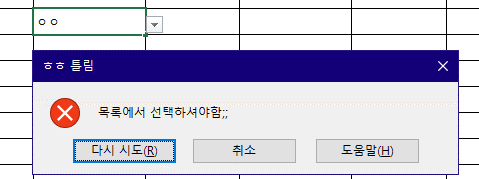 ㅇㅇ
ㅎㅎ 틀림
목록에서 선택하셔야함;;
다시 시도(R) 취소 도움말(H)